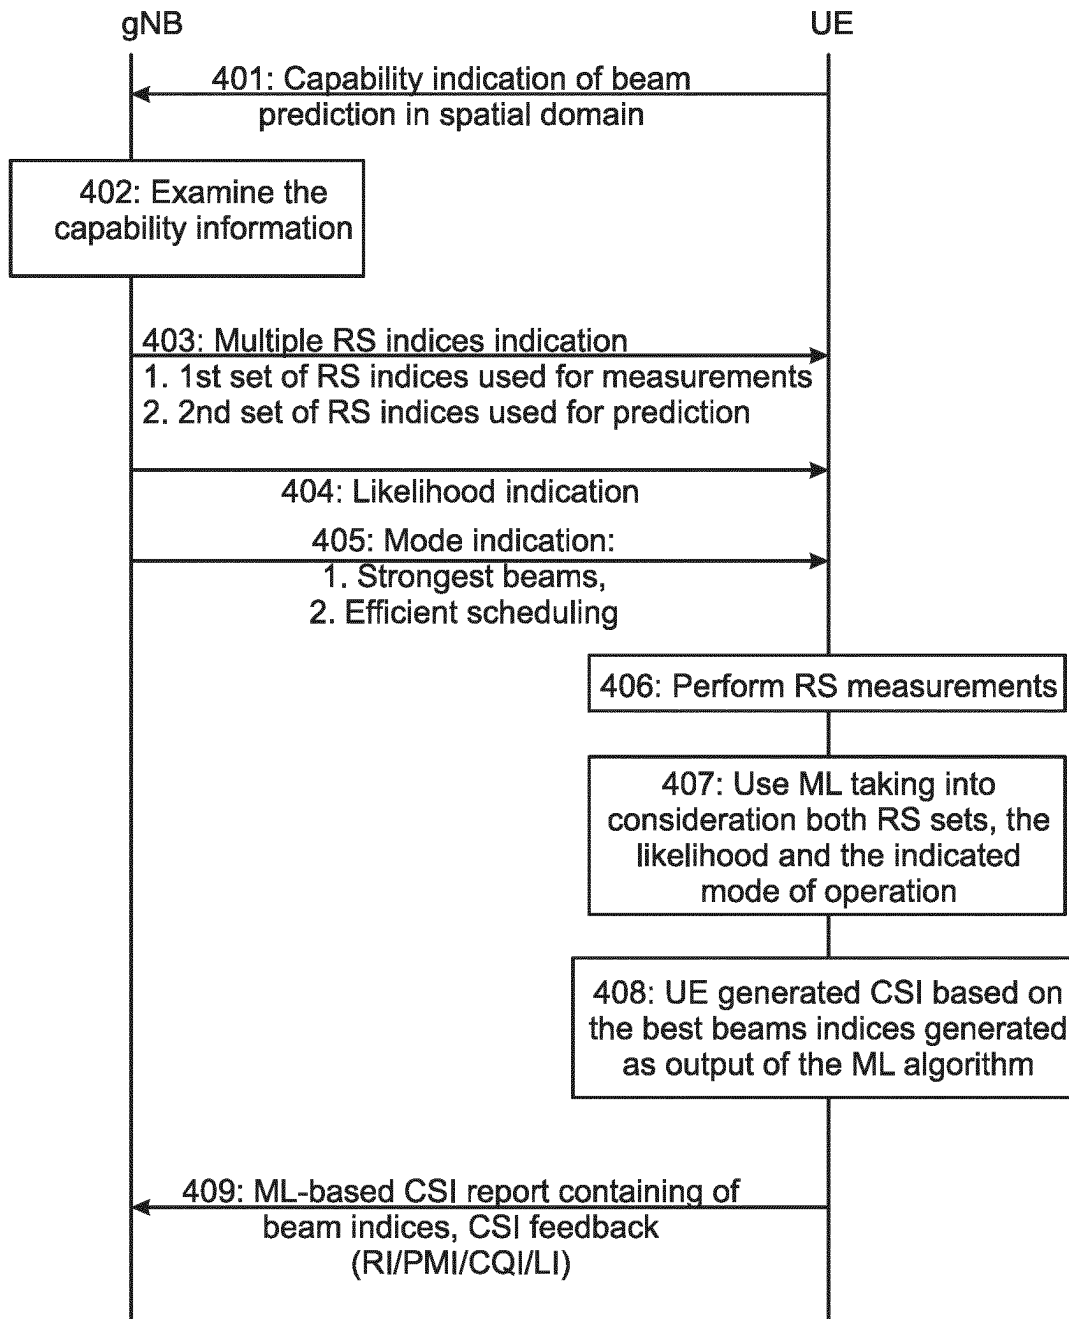 gNB
UE
401: Capability indication of beam
prediction in spatial domain
402: Examine the
capability information
403: Multiple RS indices indication
1. 1st set of RS indices used for measurements
2. 2nd set of RS indices used for prediction
404: Likelihood indication
405: Mode indication:
1. Strongest beams,
2. Efficient scheduling
406: Perform RS measurements
407: Use ML taking into
consideration both RS sets, the
likelihood and the indicated
mode of operation
408: UE generated CSI based on
the best beams indices generated
as output of the ML algorithm
409: ML-based CSI report containing of
beam indices, CSI feedback
(RI/PMI/CQI/LI)